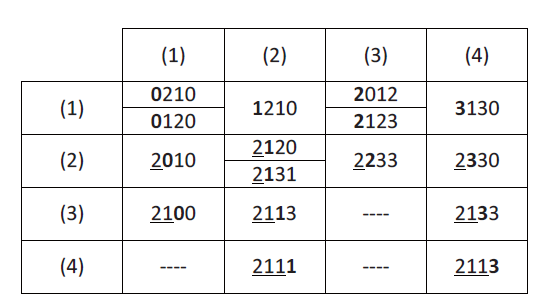 (1) (2) (3) (4)
(1) 0210 0120 1210 2012 2123 3130
(2) 2010 2120 2131 2233 2330
(3) 2100 2113 ---- 2133
(4) ---- 2111 ---- 2113